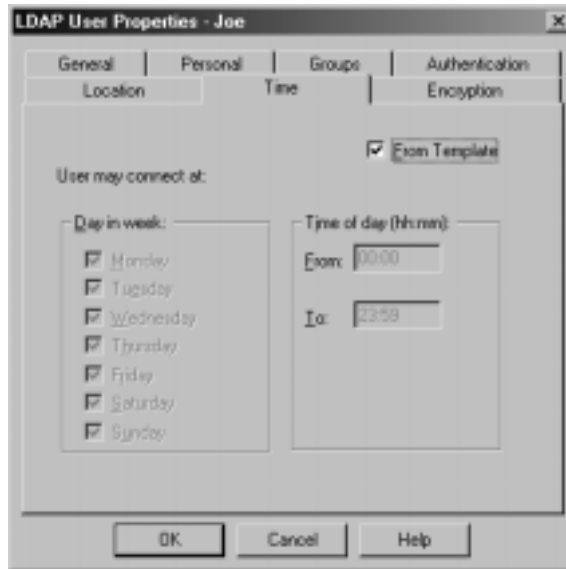 LDAP User Properties - Joe
General Personal Groups Authentication
Location Time Encryption
From Template
User may connect at:
Day in week:
Monday
Tuesday
Wednesday
Thursday
Friday
Saturday
Sunday
Time of day (hh:mm):
From: 00:00
To: 23:59
OK Cancel Help